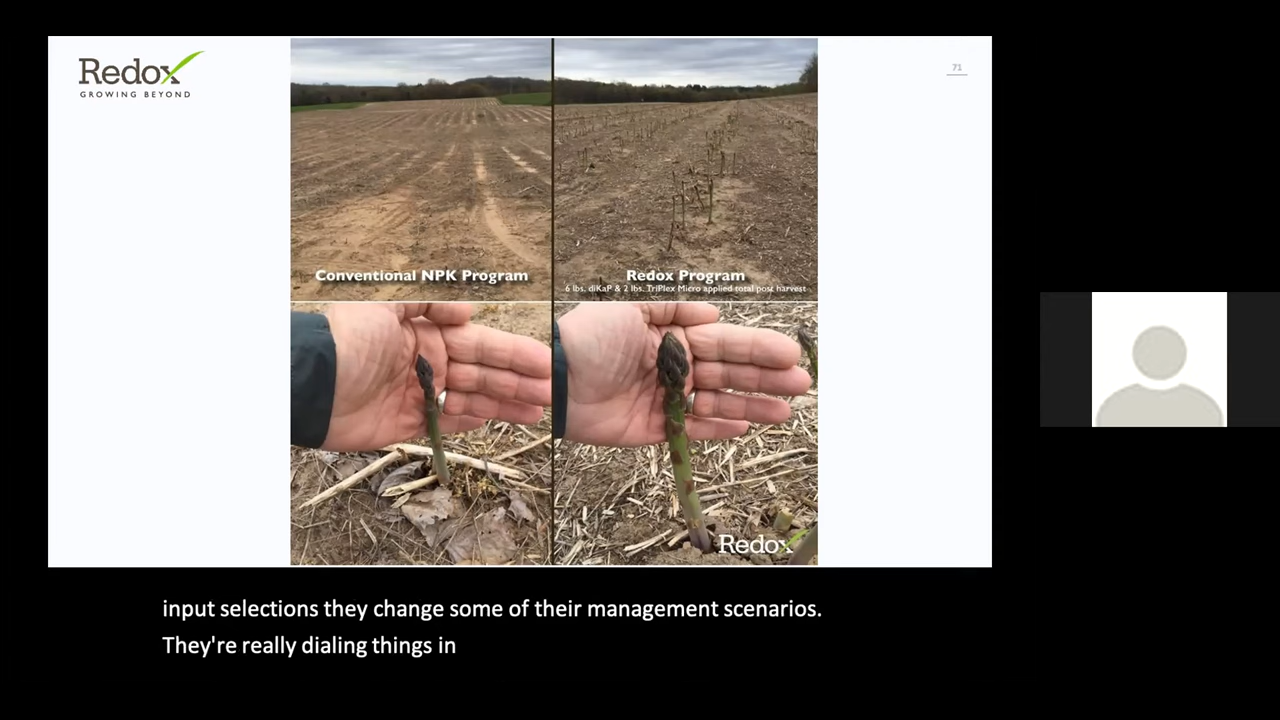 Redox
GROWING BEYOND
71
Conventional NPK Program
Redox Program
6 lbs. diKaP & 2 lbs. TriPlex Micro applied total post harvest
Redox
input selections they change some of their management scenarios.
They're really dialing things in